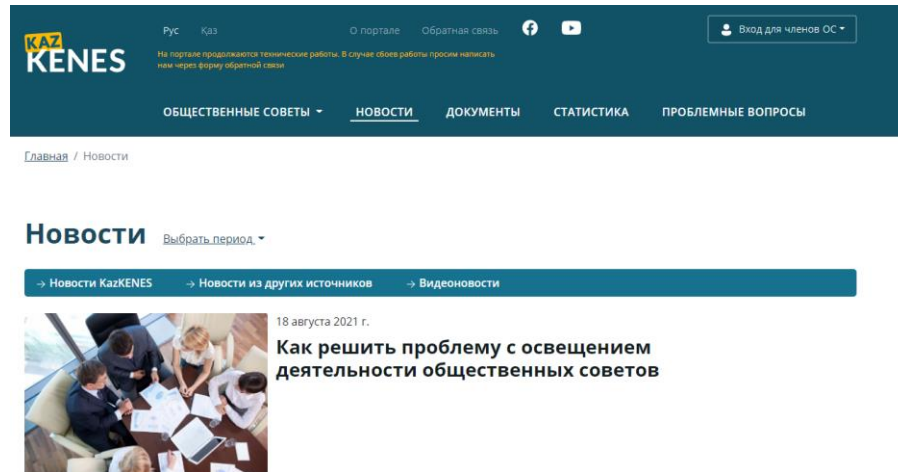 KAZ
KENES
Рус Қаз О портале Обратная связь Вход для членов ОС
На портале продолжаются технические работы. В случае сбоев работы просим написать
нам через форму обратной связи
ОБЩЕСТВЕННЫЕ СОВЕТЫ НОВОСТИ ДОКУМЕНТЫ СТАТИСТИКА ПРОБЛЕМНЫЕ ВОПРОСЫ
Главная / Новости
Новости Выбрать период
→ Новости KazKENES → Новости из других источников → Видеоновости
18 августа 2021 г.
Как решить проблему с освещением
деятельности общественных советов